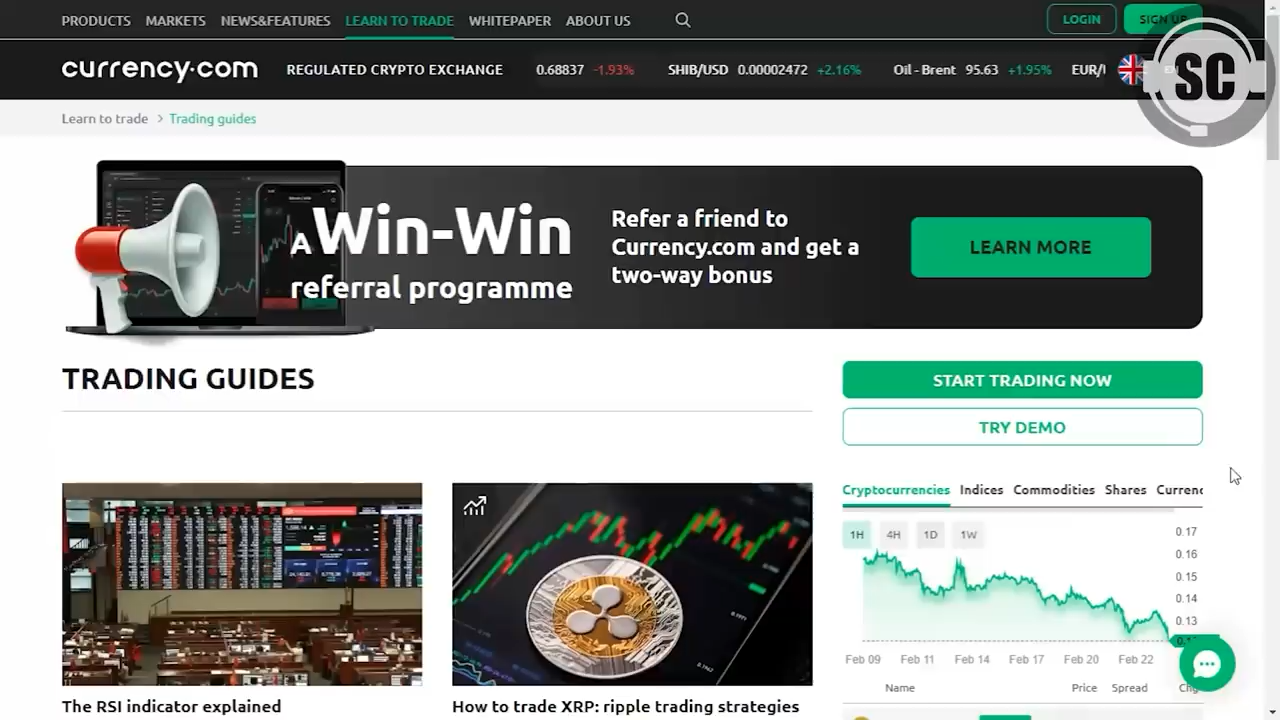 PRODUCTS MARKETS NEWS&FEATURES LEARN TO TRADE WHITEPAPER ABOUT US LOGIN SIGN UP
SC
currency.com REGULATED CRYPTO EXCHANGE 0.68837 -1.93% SHIB/USD 0.00002472 +2.16% Oil - Brent 95.63 +1.95% EUR/
Learn to trade > Trading guides
A Win-Win
referral programme
Refer a friend to
Currency.com and get a
two-way bonus
LEARN MORE
TRADING GUIDES
START TRADING NOW
TRY DEMO
Cryptocurrencies Indices Commodities Shares Currenc
1H 4H 1D 1W
0.17
0.16
0.15
0.14
0.13
Feb 09 Feb 11 Feb 14 Feb 17 Feb 20 Feb 22
Name Price Spread Chg
The RSI indicator explained
How to trade XRP: ripple trading strategies